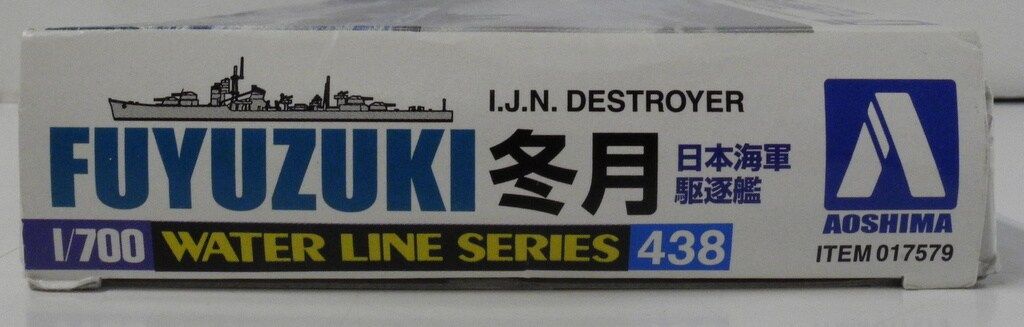 I.J.N. DESTROYER
FUYUZUKI 冬月 日本海軍
駆逐艦
1/700 WATER LINE SERIES 438
AOSHIMA
ITEM 017579